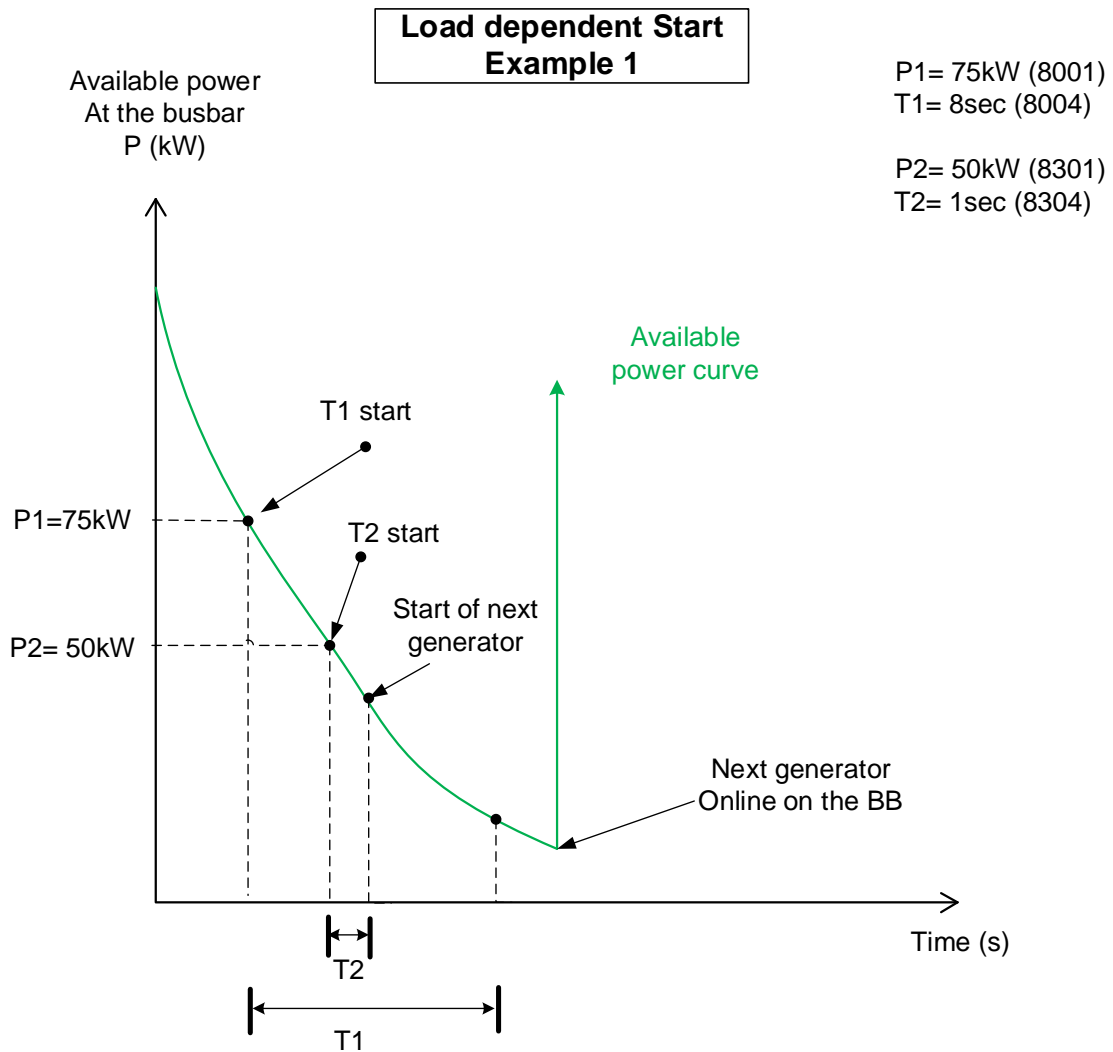 Load dependent Start
Example 1
Available power
At the busbar
P (kW)
P1= 75kW (8001)
T1= 8sec (8004)
P2= 50kW (8301)
T2= 1sec (8304)
Available
power curve
T1 start
P1=75kW
T2 start
Start of next
generator
P2= 50kW
Next generator
Online on the BB
Time (s)
T2
T1